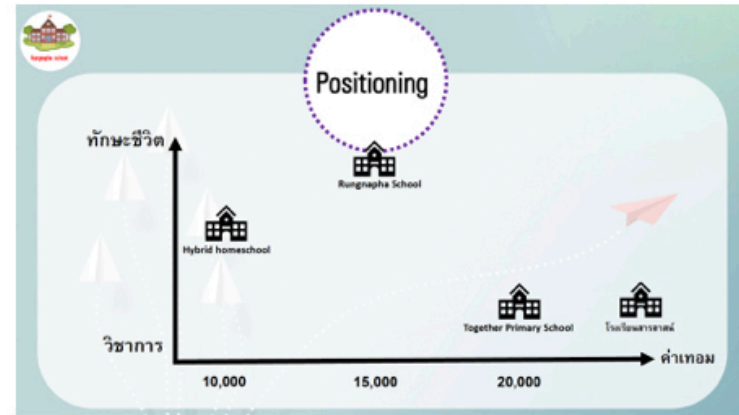 Rungnapha school
Positioning
ทักษะชีวิต
Rungnapha School
Hybrid homeschool
Together Primary School
โรงเรียนสารสาสน์
วิชาการ
ค่าเทอม
10,000
15,000
20,000